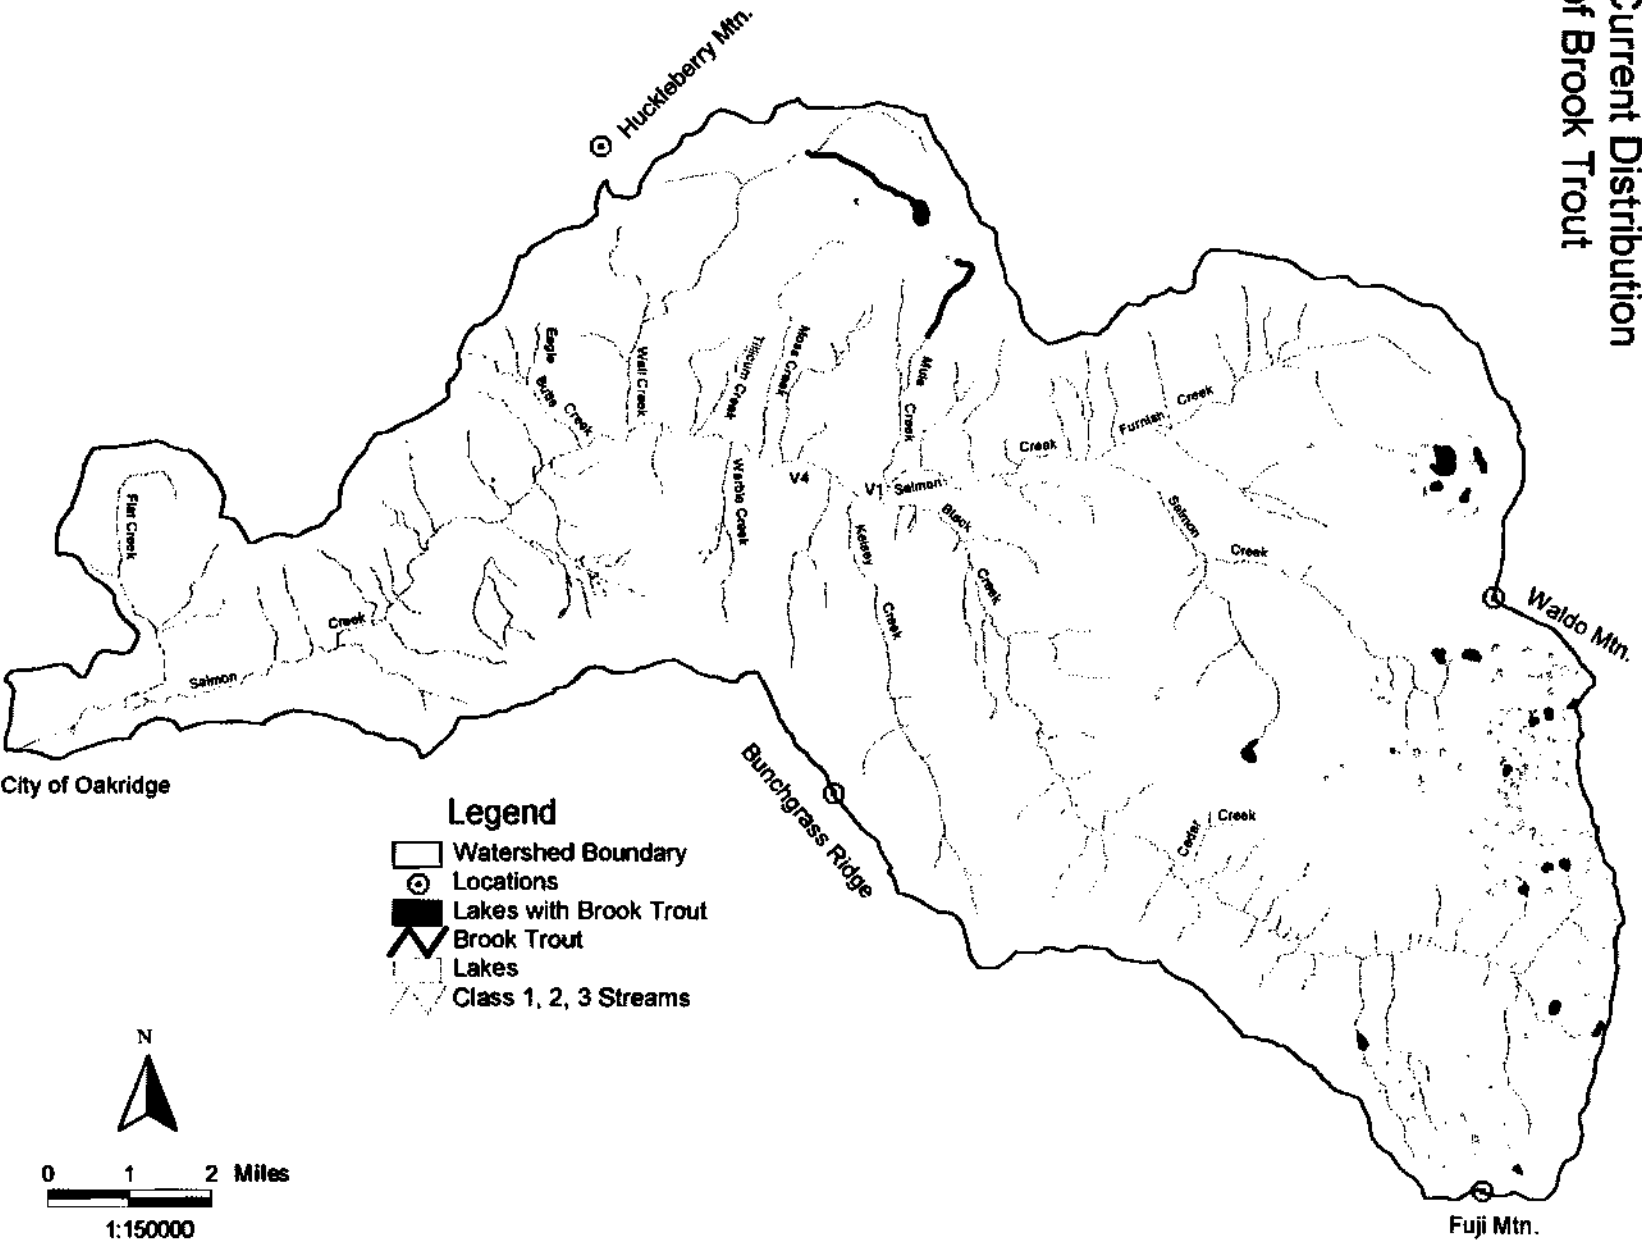 Current Distribution
of Brook Trout
Huckleberry Mtn.
Eagle
Butte
Creek
Wall Creek
Tillicum Creek
Moss Creek
Mule
Creek
Furnish
Creek
Creek
Warble Creek
V4
V1
Salmon
Black
Creek
Kelsey
Creek
Salmon
Creek
Flat Creek
Creek
Salmon
Waldo Mtn.
City of Oakridge
Bunchgrass Ridge
Cedar
Creek
Legend
Watershed Boundary
Locations
Lakes with Brook Trout
Brook Trout
Lakes
Class 1, 2, 3 Streams
N
0 1 2 Miles
1:150000
Fuji Mtn.